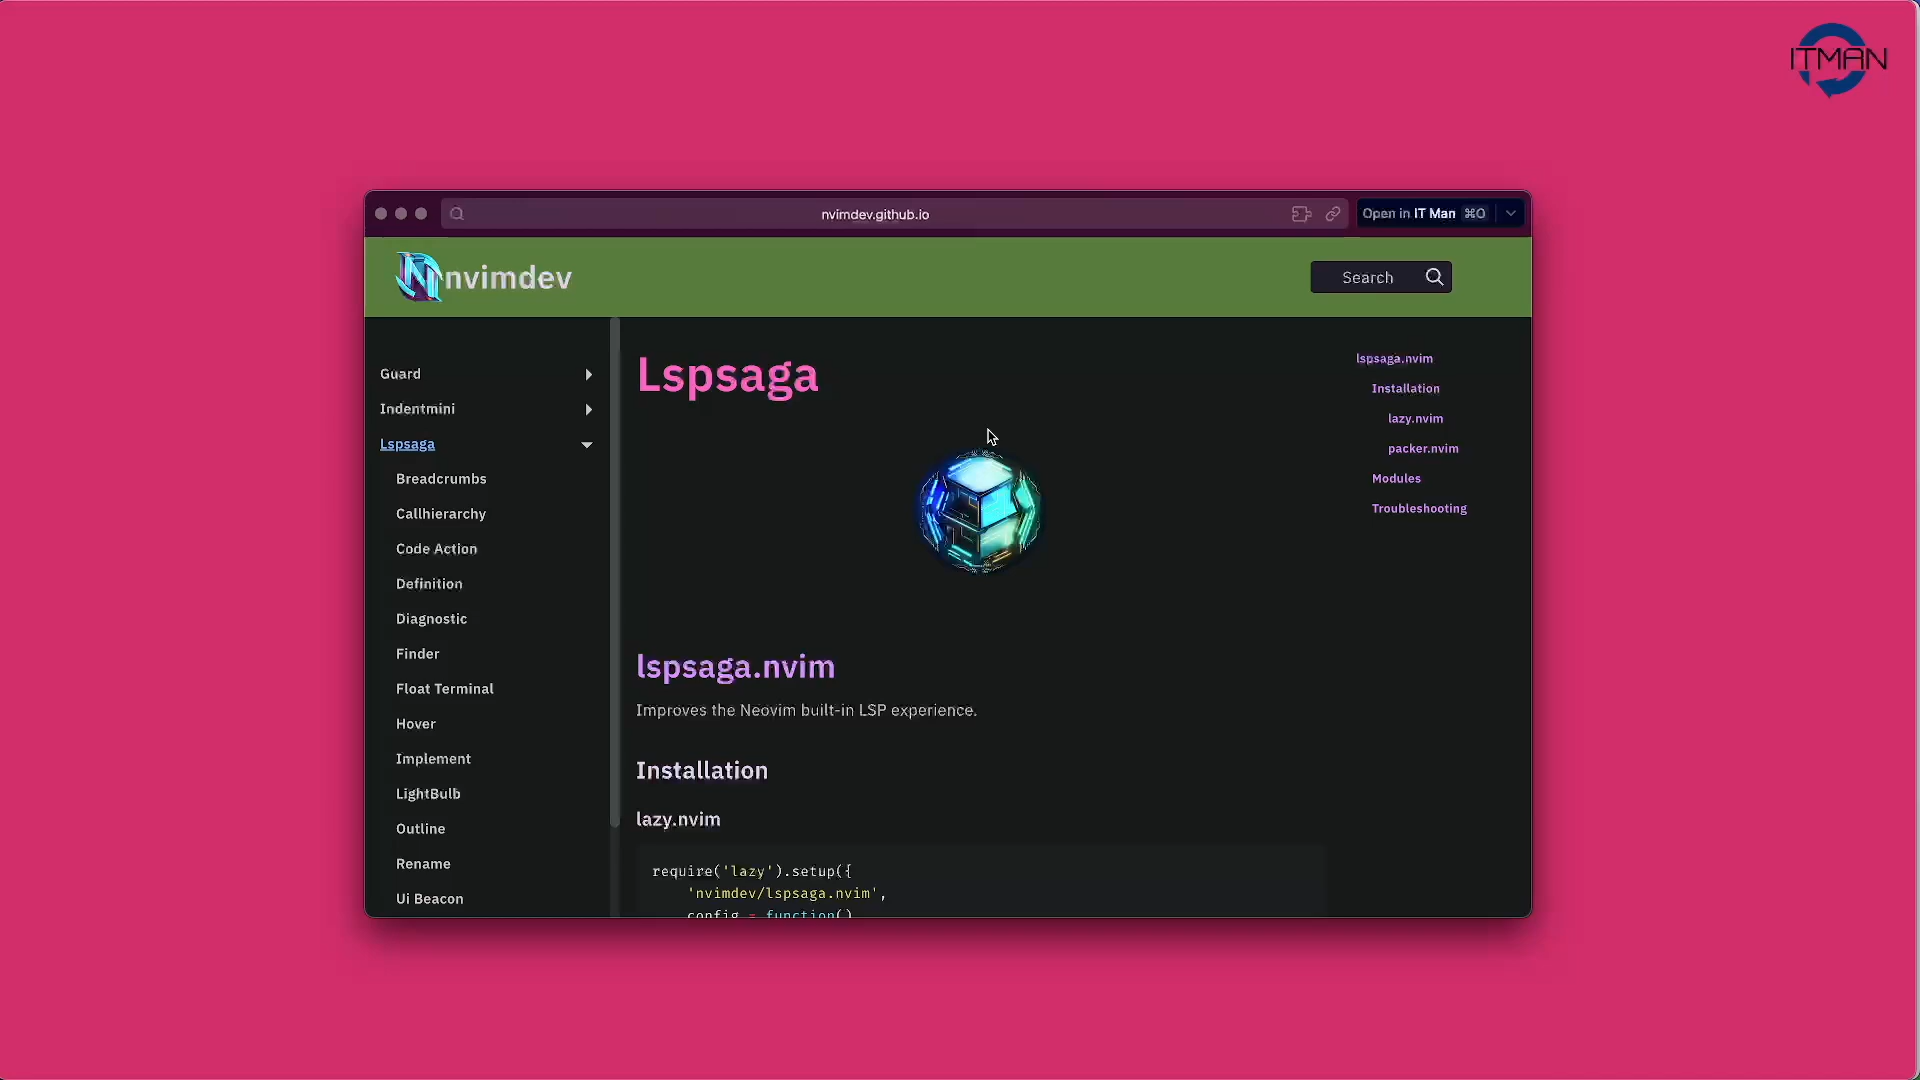 ITMAN
nvimdev.github.io
Open in IT Man ⌘O
nvimdev
Search
Guard
Indentmini
Lspsaga
Breadcrumbs
Callhierarchy
Code Action
Definition
Diagnostic
Finder
Float Terminal
Hover
Implement
LightBulb
Outline
Rename
Ui Beacon
Lspsaga
lspsaga.nvim
Improves the Neovim built-in LSP experience.
Installation
lazy.nvim
require('lazy').setup({
'nvimdev/lspsaga.nvim',
config = function()
lspsaga.nvim
Installation
lazy.nvim
packer.nvim
Modules
Troubleshooting